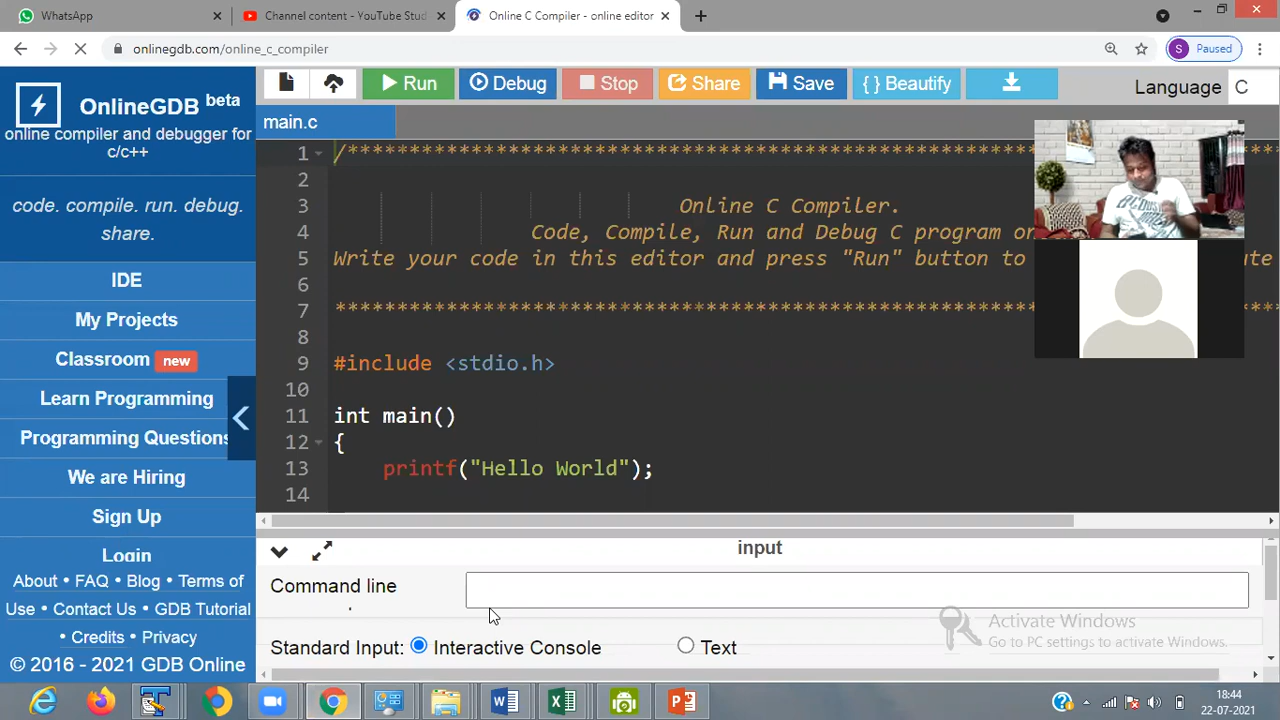 WhatsApp
Channel content - YouTube Stud
Online C Compiler - online editor
onlinegdb.com/online_c_compiler
S Paused
OnlineGDB beta
online compiler and debugger for
c/c++
code. compile. run. debug.
share.
IDE
My Projects
Classroom new
Learn Programming
Programming Questions
We are Hiring
Sign Up
Login
About • FAQ • Blog • Terms of
Use • Contact Us • GDB Tutorial
• Credits • Privacy
© 2016 - 2021 GDB Online
Run Debug Stop Share Save { } Beautify Language C
main.c
1 /******************************************************************************
2
3 Online C Compiler.
4 Code, Compile, Run and Debug C program on
5 Write your code in this editor and press "Run" button to ute
6
7 *******************************************************************************
8
9 #include <stdio.h>
10
11 int main()
12 {
13 printf("Hello World");
14
input
Command line
Standard Input: Interactive Console Text
Activate Windows
Go to PC settings to activate Windows.
18:44
22-07-2021